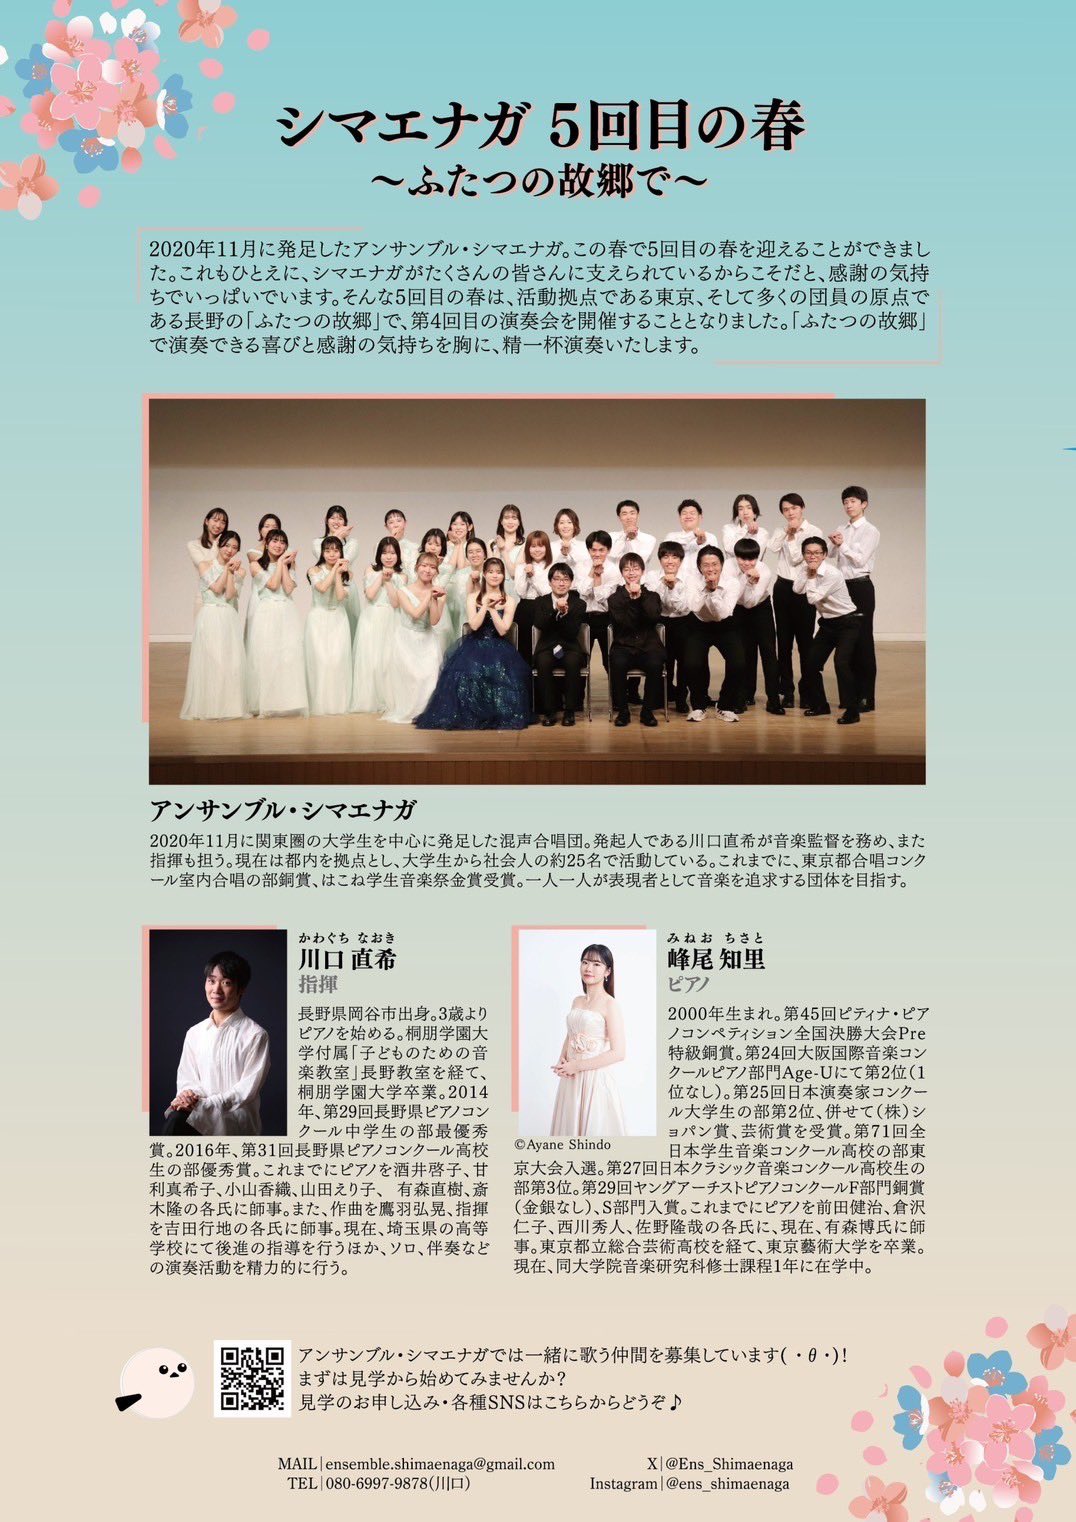 シマエナガ 5回目の春
〜ふたつの故郷で〜
2020年11月に発足したアンサンブル・シマエナガ。この春で5回目の春を迎えることができまし
た。これもひとえに、シマエナガがたくさんの皆さんに支えられているからこそだと、感謝の気持
ちでいっぱいでいます。そんな5回目の春は、活動拠点である東京、そして多くの団員の原点で
ある長野の「ふたつの故郷」で、第4回目の演奏会を開催することとなりました。「ふたつの故郷」
で演奏できる喜びと感謝の気持ちを胸に、精一杯演奏いたします。
アンサンブル・シマエナガ
2020年11月に関東圏の大学生を中心に発足した混声合唱団。発起人である川口直希が音楽監督を務め、また
指揮も担う。現在は都内を拠点とし、大学生から社会人の約25名で活動している。これまでに、東京都合唱コンク
ール室内合唱の部銅賞、はこね学生音楽祭金賞受賞。一人一人が表現者として音楽を追求する団体を目指す。
かわぐち なおき
川口 直希
指揮
長野県岡谷市出身。3歳より
ピアノを始める。桐朋学園大
学付属「子どものための音
楽教室」長野教室を経て、
桐朋学園大学卒業。2014
年、第29回長野県ピアノコン
クール中学生の部最優秀
賞。2016年、第31回長野県ピアノコンクール高校
生の部優秀賞。これまでにピアノを酒井啓子、甘
利真希子、小山香織、山田えり子、 有森直樹、斎
木隆の各氏に師事。また、作曲を鷹羽弘晃、指揮
を吉田行地の各氏に師事。現在、埼玉県の高等
学校にて後進の指導を行うほか、ソロ、伴奏など
の演奏活動を精力的に行う。
みねお ちさと
峰尾 知里
ピアノ
2000年生まれ。第45回ピティナ・ピア
ノコンペティション全国決勝大会Pre
特級銅賞。第24回大阪国際音楽コン
クールピアノ部門Age-Uにて第2位(1
位なし)。第25回日本演奏家コンクー
ル大学生の部第2位、併せて(株)シ
ョパン賞、芸術賞を受賞。第71回全
日本学生音楽コンクール高校の部東
©Ayane Shindo
京大会入選。第27回日本クラシック音楽コンクール高校生の
部第3位。第29回ヤングアーチストピアノコンクールF部門銅賞
(金銀なし)、S部門入賞。これまでにピアノを前田健治、倉沢
仁子、西川秀人、佐野隆哉の各氏に、現在、有森博氏に師
事。東京都立総合芸術高校を経て、東京藝術大学を卒業。
現在、同大学院音楽研究科修士課程1年に在学中。
アンサンブル・シマエナガでは一緒に歌う仲間を募集しています( ・θ・)!
まずは見学から始めてみませんか?
見学のお申し込み・各種SNSはこちらからどうぞ♪
MAIL|ensemble.shimaenaga@gmail.com
TEL|080-6997-9878(川口)
X|@Ens_Shimaenaga
Instagram|@ens_shimaenaga